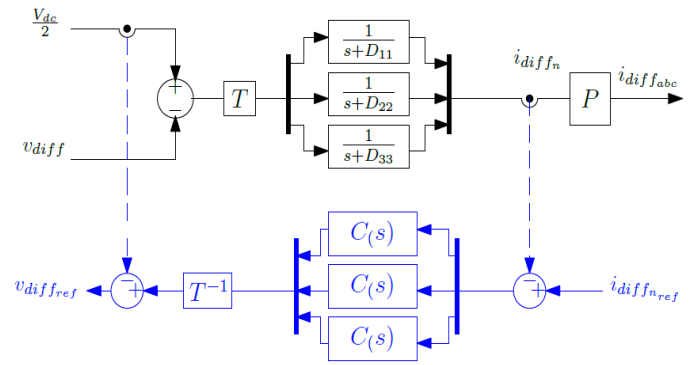 V_dc/2
+
−
v_diff
T
1/(s+D_11)
1/(s+D_22)
1/(s+D_33)
i_diff_n
P
i_diff_abc
v_diff_ref
−
+
T^−1
C(s)
C(s)
C(s)
−
+
i_diff_n_ref